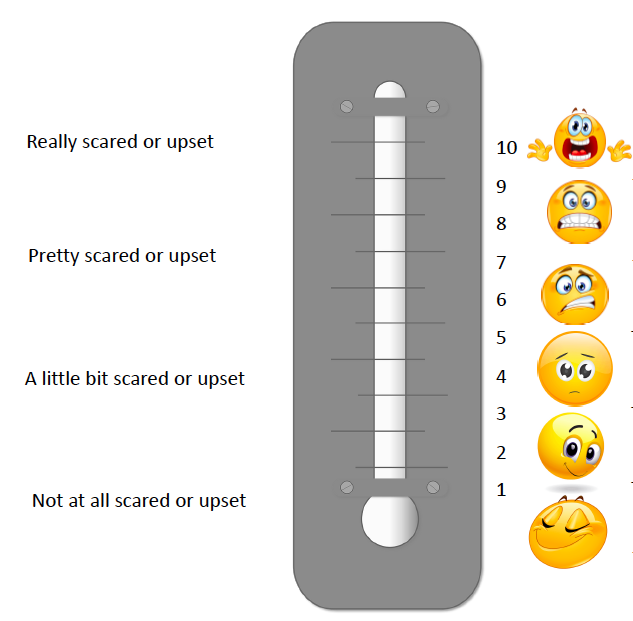 Really scared or upset
10
9
8
Pretty scared or upset
7
6
5
A little bit scared or upset
4
3
2
Not at all scared or upset
1